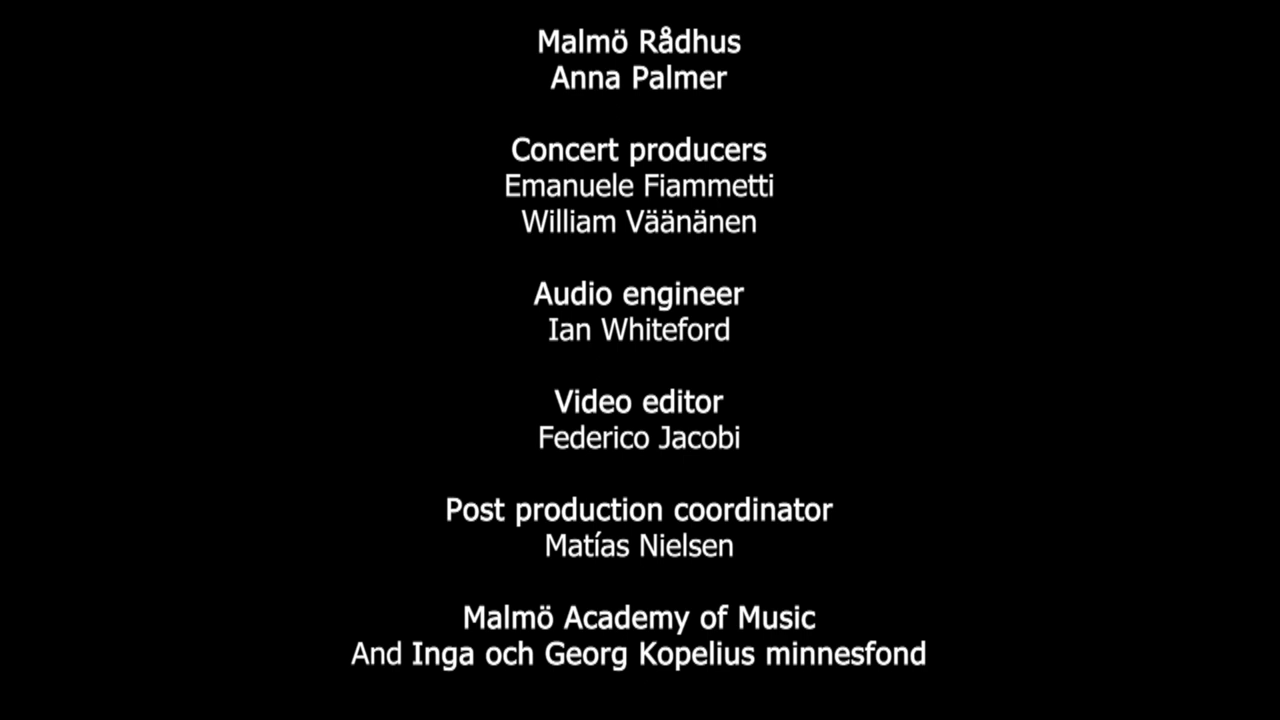 Malmö Rådhus
Anna Palmer
Concert producers
Emanuele Fiammetti
William Väänänen
Audio engineer
Ian Whiteford
Video editor
Federico Jacobi
Post production coordinator
Matías Nielsen
Malmö Academy of Music
And Inga och Georg Kopelius minnesfond